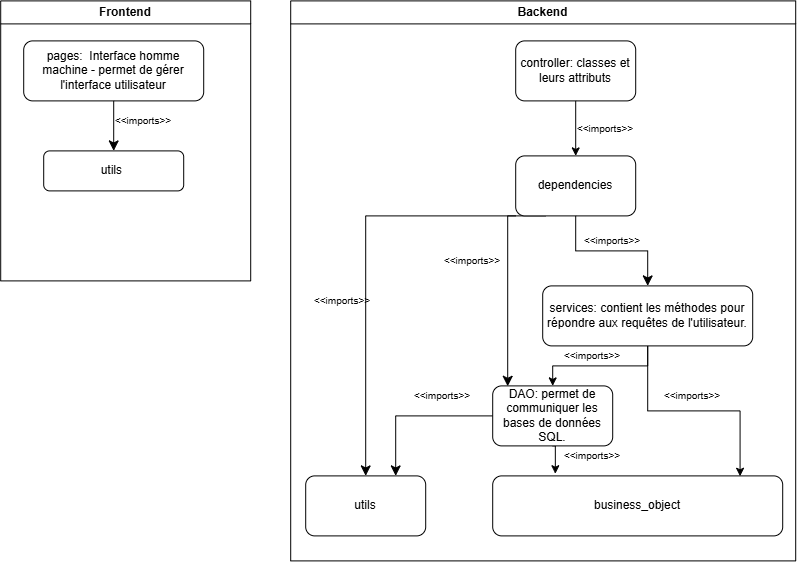 Frontend
pages:  Interface homme
machine - permet de gérer
l'interface utilisateur
<<imports>>
utils
Backend
controller: classes et
leurs attributs
<<imports>>
dependencies
<<imports>>
<<imports>>
<<imports>>
services: contient les méthodes pour
répondre aux requêtes de l'utilisateur.
<<imports>>
<<imports>>
<<imports>>
DAO: permet de
communiquer les
bases de données
SQL.
<<imports>>
utils
business_object